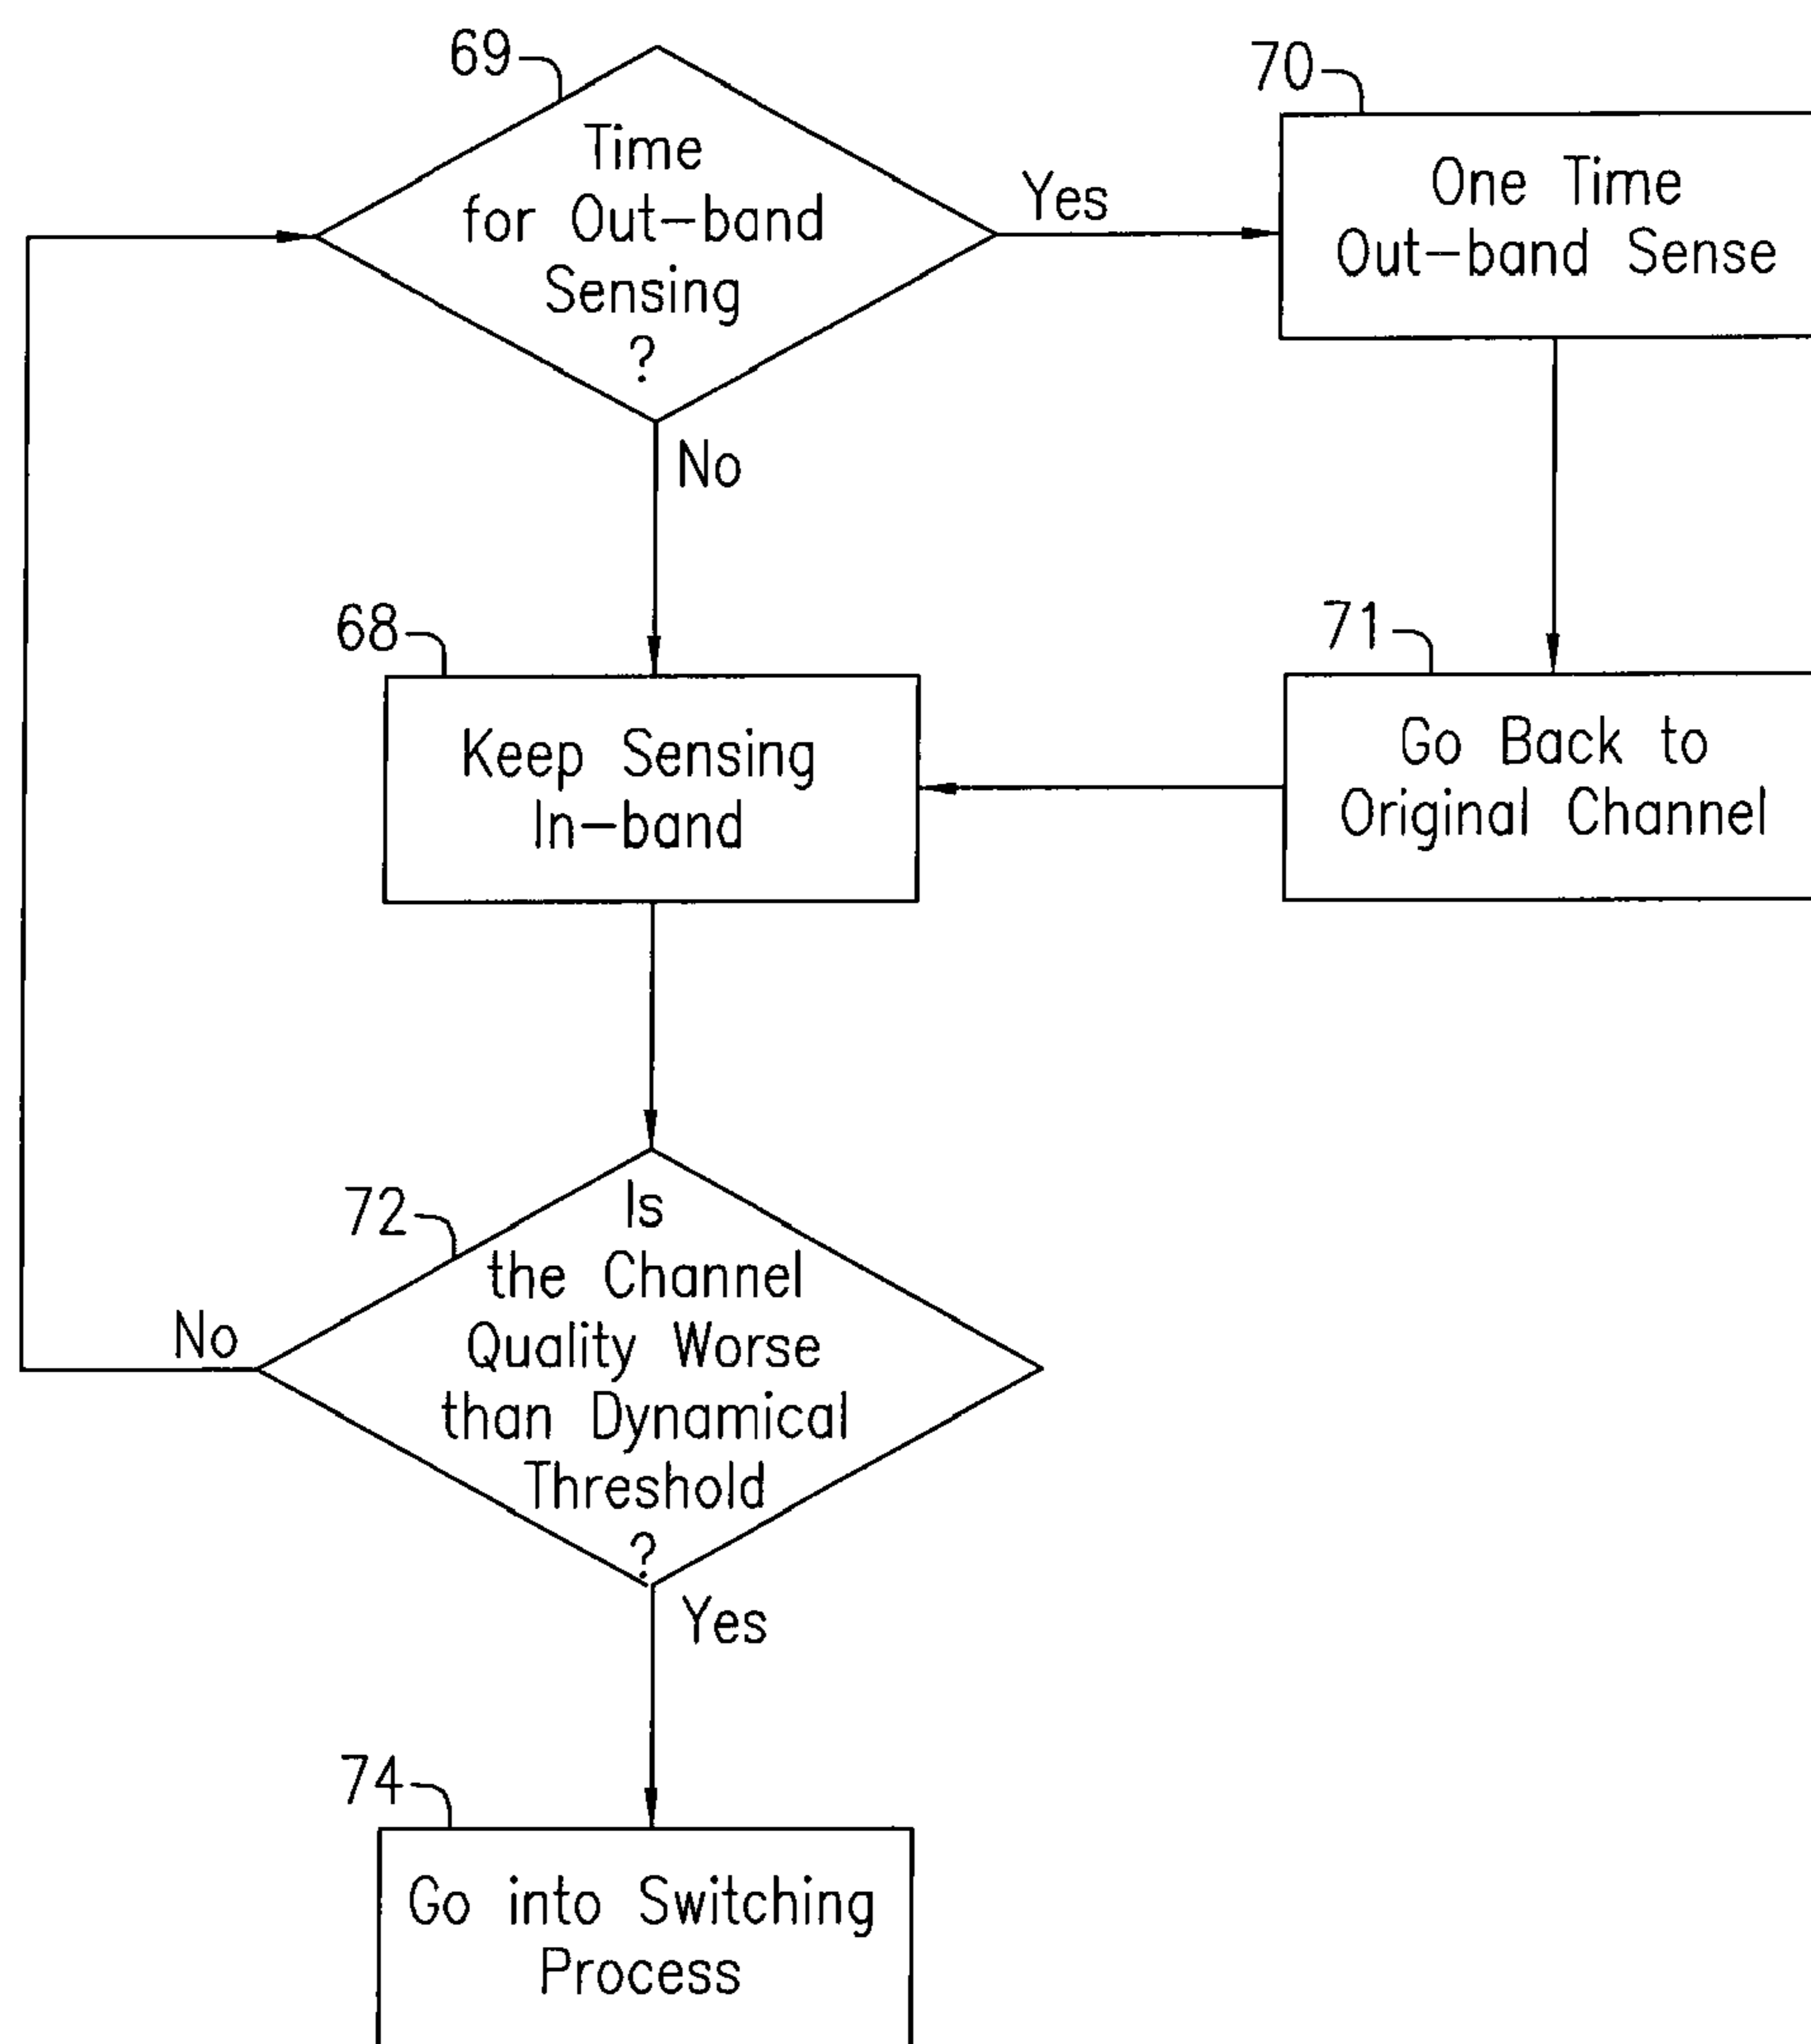 69
Time
for Out-band
Sensing
?
Yes
70
One Time
Out-band Sense
No
68
Keep Sensing
In-band
71
Go Back to
Original Channel
72
Is
the Channel
Quality Worse
than Dynamical
Threshold
?
No
Yes
74
Go into Switching
Process